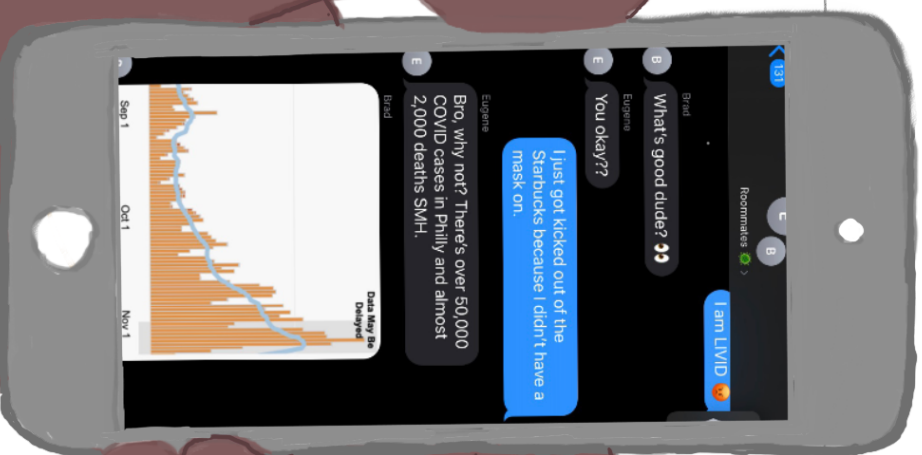 131
Roommates
I am LIVID 😡
Brad
B
What's good dude? 👀
Eugene
E
You okay??
I just got kicked out of the
Starbucks because I didn't have a
mask on.
Eugene
E
Bro, why not? There's over 50,000
COVID cases in Philly and almost
2,000 deaths SMH.
Brad
Data May Be
Delayed
Sep 1
Oct 1
Nov 1